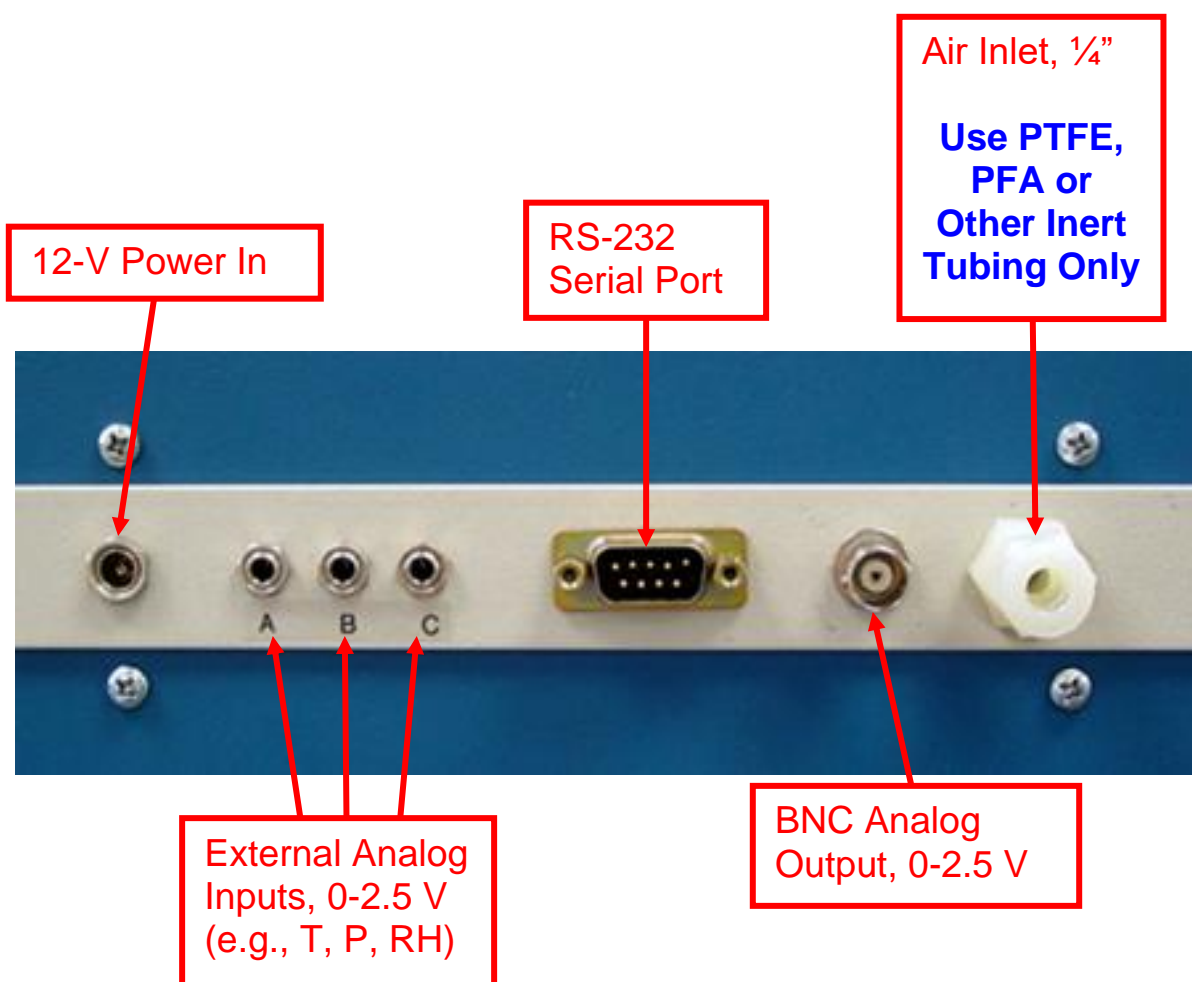 Air Inlet, ¼”
Use PTFE,
PFA or
Other Inert
Tubing Only
RS-232
Serial Port
12-V Power In
A
B
C
External Analog
Inputs, 0-2.5 V
(e.g., T, P, RH)
BNC Analog
Output, 0-2.5 V